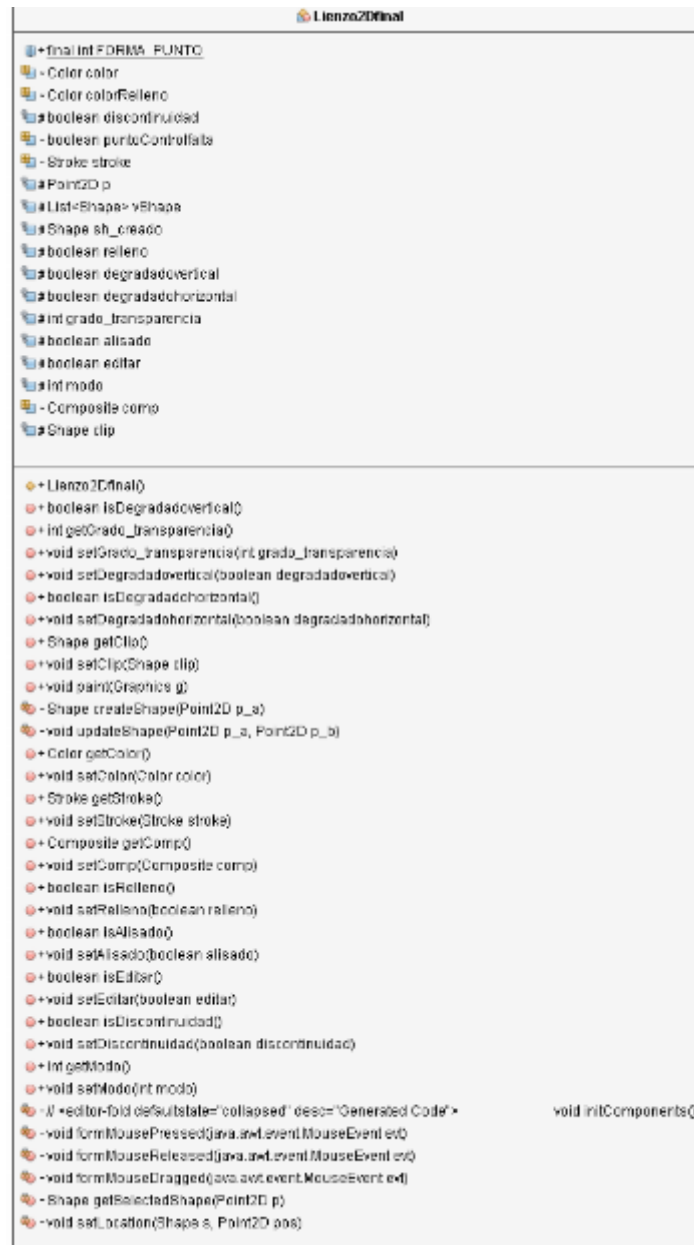 Lienzo2Dfinal
+final int FORMA_PUNTO
- Color color
- Color colorRelleno
# boolean discontinuidad
- boolean puntoControlfalta
- Stroke stroke
# Point2D p
# List<Shape> vShape
# Shape sh_creado
# boolean relleno
# boolean degradadovertical
# boolean degradadohorizontal
# int grado_transparencia
# boolean alisado
# boolean editar
# int modo
- Composite comp
# Shape clip
+ Lienzo2Dfinal()
+ boolean isDegradadovertical()
+ int getGrado_transparencia()
+void setGrado_transparencia(int grado_transparencia)
+void setDegradadovertical(boolean degradadovertical)
+ boolean isDegradadohorizontal()
+void setDegradadohorizontal(boolean degradadohorizontal)
+ Shape getClip()
+void setClip(Shape clip)
+void paint(Graphics g)
- Shape createShape(Point2D p_a)
-void updateShape(Point2D p_a, Point2D p_b)
+ Color getColor()
+void setColor(Color color)
+ Stroke getStroke()
+void setStroke(Stroke stroke)
+ Composite getComp()
+void setComp(Composite comp)
+ boolean isRelleno()
+void setRelleno(boolean relleno)
+ boolean isAlisado()
+void setAlisado(boolean alisado)
+ boolean isEditar()
+void setEditar(boolean editar)
+ boolean isDiscontinuidad()
+void setDiscontinuidad(boolean discontinuidad)
+ int getModo()
+void setModo(int modo)
-// <editor-fold defaultstate="collapsed" desc="Generated Code"> void initComponents()
-void formMousePressed(java.awt.event.MouseEvent evt)
-void formMouseReleased(java.awt.event.MouseEvent evt)
-void formMouseDragged(java.awt.event.MouseEvent evt)
- Shape getSelectedShape(Point2D p)
-void setLocation(Shape s, Point2D pos)